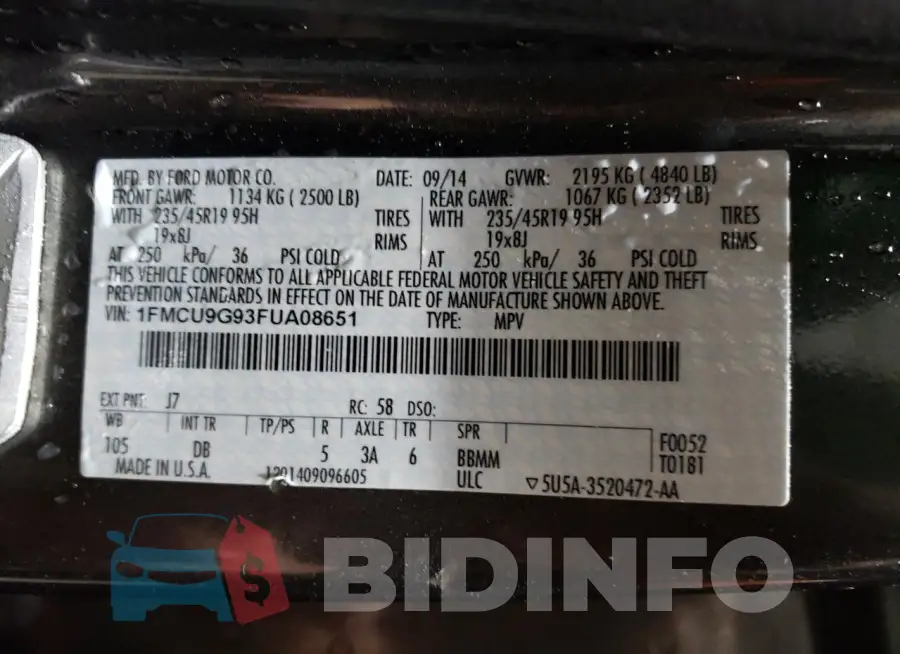 MFD. BY FORD MOTOR CO. DATE: 09/14 GVWR: 2195 KG ( 4840 LB)
FRONT GAWR: 1134 KG ( 2500 LB) REAR GAWR: 1067 KG ( 2352 LB)
WITH 235/45R19 95H TIRES WITH 235/45R19 95H TIRES
19x8J RIMS 19x8J RIMS
AT 250 kPa/ 36 PSI COLD AT 250 kPa/ 36 PSI COLD
THIS VEHICLE CONFORMS TO ALL APPLICABLE FEDERAL MOTOR VEHICLE SAFETY AND THEFT
PREVENTION STANDARDS IN EFFECT ON THE DATE OF MANUFACTURE SHOWN ABOVE.
VIN: 1FMCU9G93FUA08651 TYPE: MPV
EXT PNT: J7 RC: 58 DSO:
WB INT TR TP/PS R AXLE TR SPR F0052
105 DB 5 3A 6 BBMM T0181
MADE IN U.S.A. 1201409096605 ULC ▽5U5A-3520472-AA
$ BIDINFO